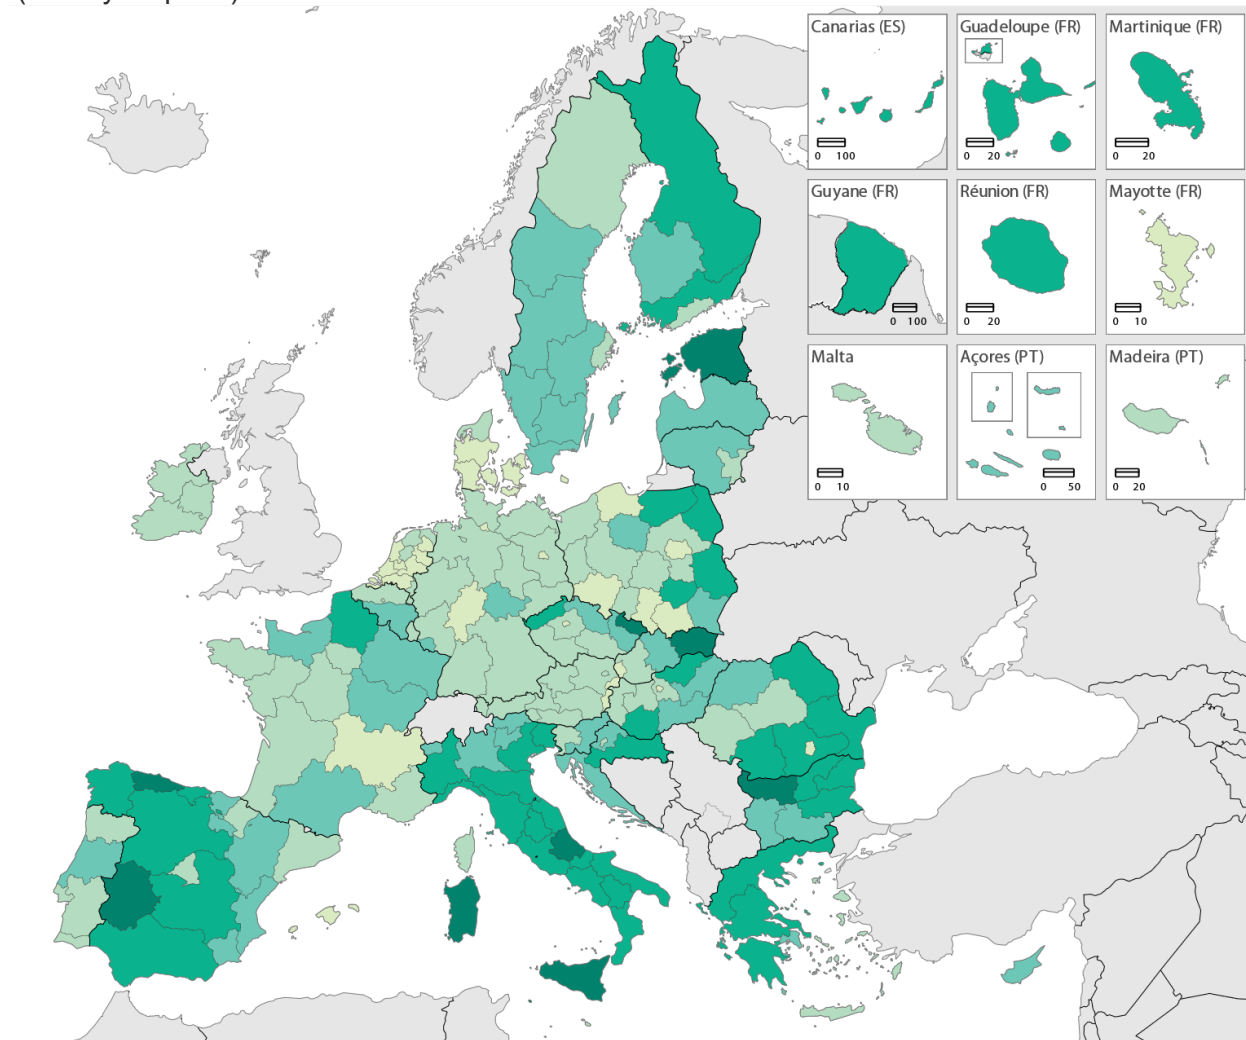 Canarias (ES)
0 100
Guadeloupe (FR)
0 20
Martinique (FR)
0 20
Guyane (FR)
0 100
Réunion (FR)
0 20
Mayotte (FR)
0 10
Malta
0 10
Açores (PT)
0 50
Madeira (PT)
0 20